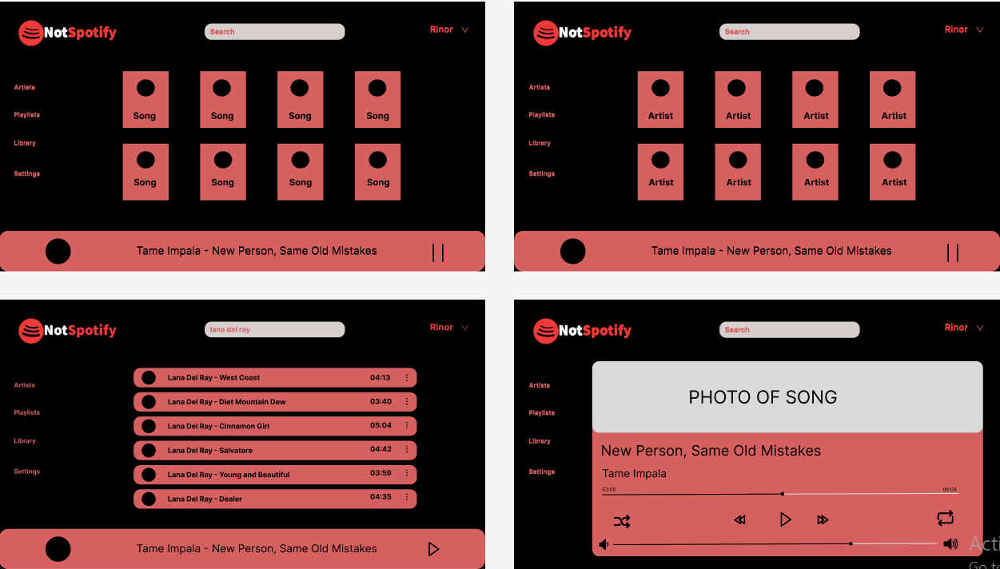 NotSpotify
Search
Rinor
Artists
Playlists
Library
Settings
Song Song Song Song
Song Song Song Song
Tame Impala - New Person, Same Old Mistakes
NotSpotify
Search
Rinor
Artists
Playlists
Library
Settings
Artist Artist Artist Artist
Artist Artist Artist Artist
Tame Impala - New Person, Same Old Mistakes
NotSpotify
lana del ray
Rinor
Artists
Playlists
Library
Settings
Lana Del Ray - West Coast 04:13
Lana Del Ray - Diet Mountain Dew 03:40
Lana Del Ray - Cinnamon Girl 05:04
Lana Del Ray - Salvatore 04:42
Lana Del Ray - Young and Beautiful 03:59
Lana Del Ray - Dealer 04:35
Tame Impala - New Person, Same Old Mistakes
NotSpotify
Search
Rinor
Artists
Playlists
Library
Settings
PHOTO OF SONG
New Person, Same Old Mistakes
Tame Impala
03:05 06:04